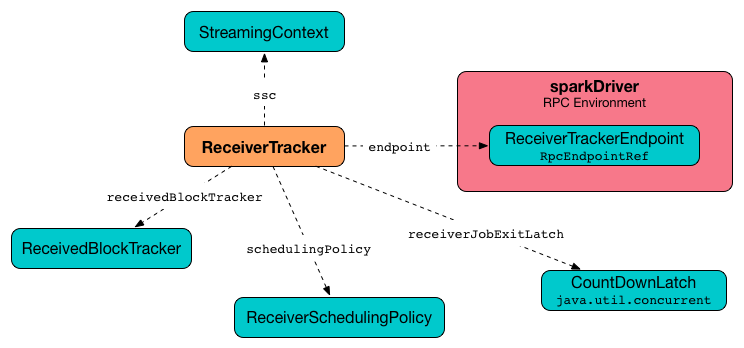 StreamingContext
ssc
sparkDriver
RPC Environment
ReceiverTracker
endpoint
ReceiverTrackerEndpoint
RpcEndpointRef
receivedBlockTracker
schedulingPolicy
receiverJobExitLatch
ReceivedBlockTracker
ReceiverSchedulingPolicy
CountDownLatch
java.util.concurrent